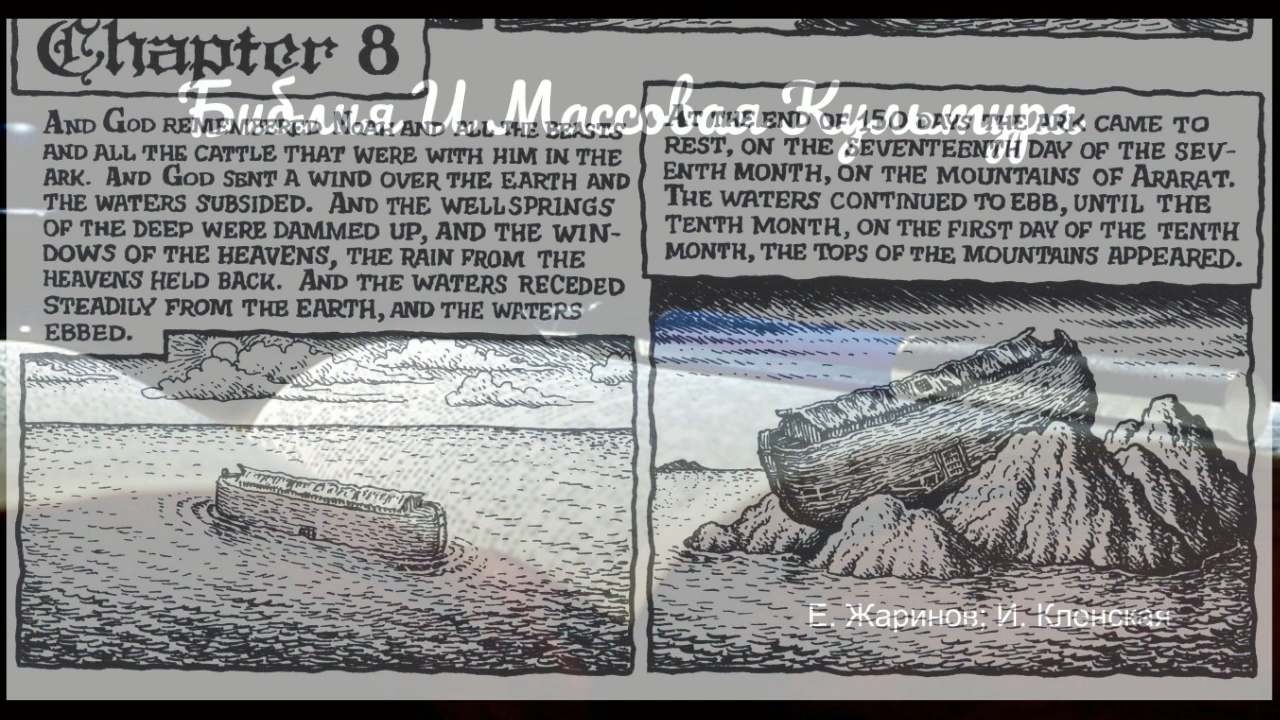 Chapter 8
Библия И Массовая Культура
AND GOD REMEMBERED NOAH AND ALL THE BEASTS
AND ALL THE CATTLE THAT WERE WITH HIM IN THE
ARK. AND GOD SENT A WIND OVER THE EARTH AND
THE WATERS SUBSIDED. AND THE WELLSPRINGS
OF THE DEEP WERE DAMMED UP, AND THE WIN-
DOWS OF THE HEAVENS, THE RAIN FROM THE
HEAVENS HELD BACK. AND THE WATERS RECEDED
STEADILY FROM THE EARTH, AND THE WATERS
EBBED.
AT THE END OF 150 DAYS THE ARK CAME TO
REST, ON THE SEVENTEENTH DAY OF THE SEV-
ENTH MONTH, ON THE MOUNTAINS OF ARARAT.
THE WATERS CONTINUED TO EBB, UNTIL THE
TENTH MONTH, ON THE FIRST DAY OF THE TENTH
MONTH, THE TOPS OF THE MOUNTAINS APPEARED.
Е. Жаринов; И. Клонская